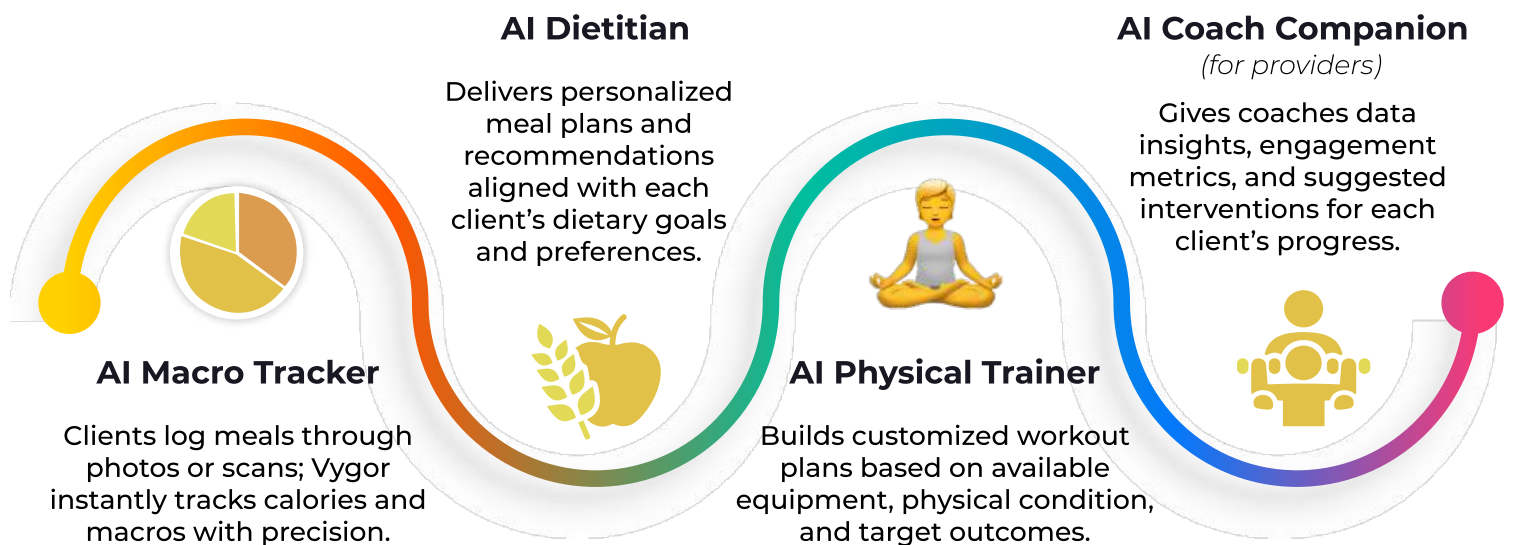 AI Macro Tracker
Clients log meals through
photos or scans; Vygor
instantly tracks calories and
macros with precision.
AI Dietitian
Delivers personalized
meal plans and
recommendations
aligned with each
client’s dietary goals
and preferences.
AI Physical Trainer
Builds customized workout
plans based on available
equipment, physical condition,
and target outcomes.
AI Coach Companion
(for providers)
Gives coaches data
insights, engagement
metrics, and suggested
interventions for each
client’s progress.